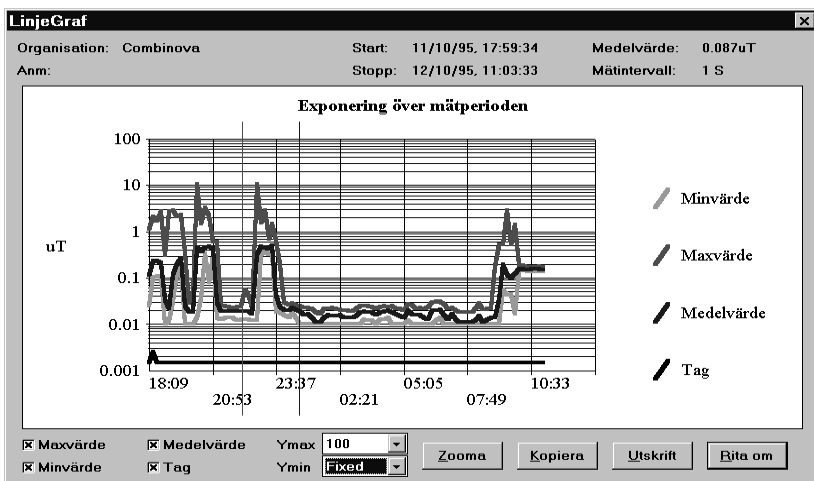 LinjeGraf
Organisation: Combinova Start: 11/10/95, 17:59:34 Medelvärde: 0.087uT
Anm: Stopp: 12/10/95, 11:03:33 Mätintervall: 1 S
Exponering över mätperioden
100
10
1
0.1
0.01
0.001
uT
18:09 23:37 05:05 10:33
20:53 02:21 07:49
Minvärde
Maxvärde
Medelvärde
Tag
Maxvärde Medelvärde Ymax 100
Minvärde Tag Ymin Fixed
Zooma Kopiera Utskrift Rita om